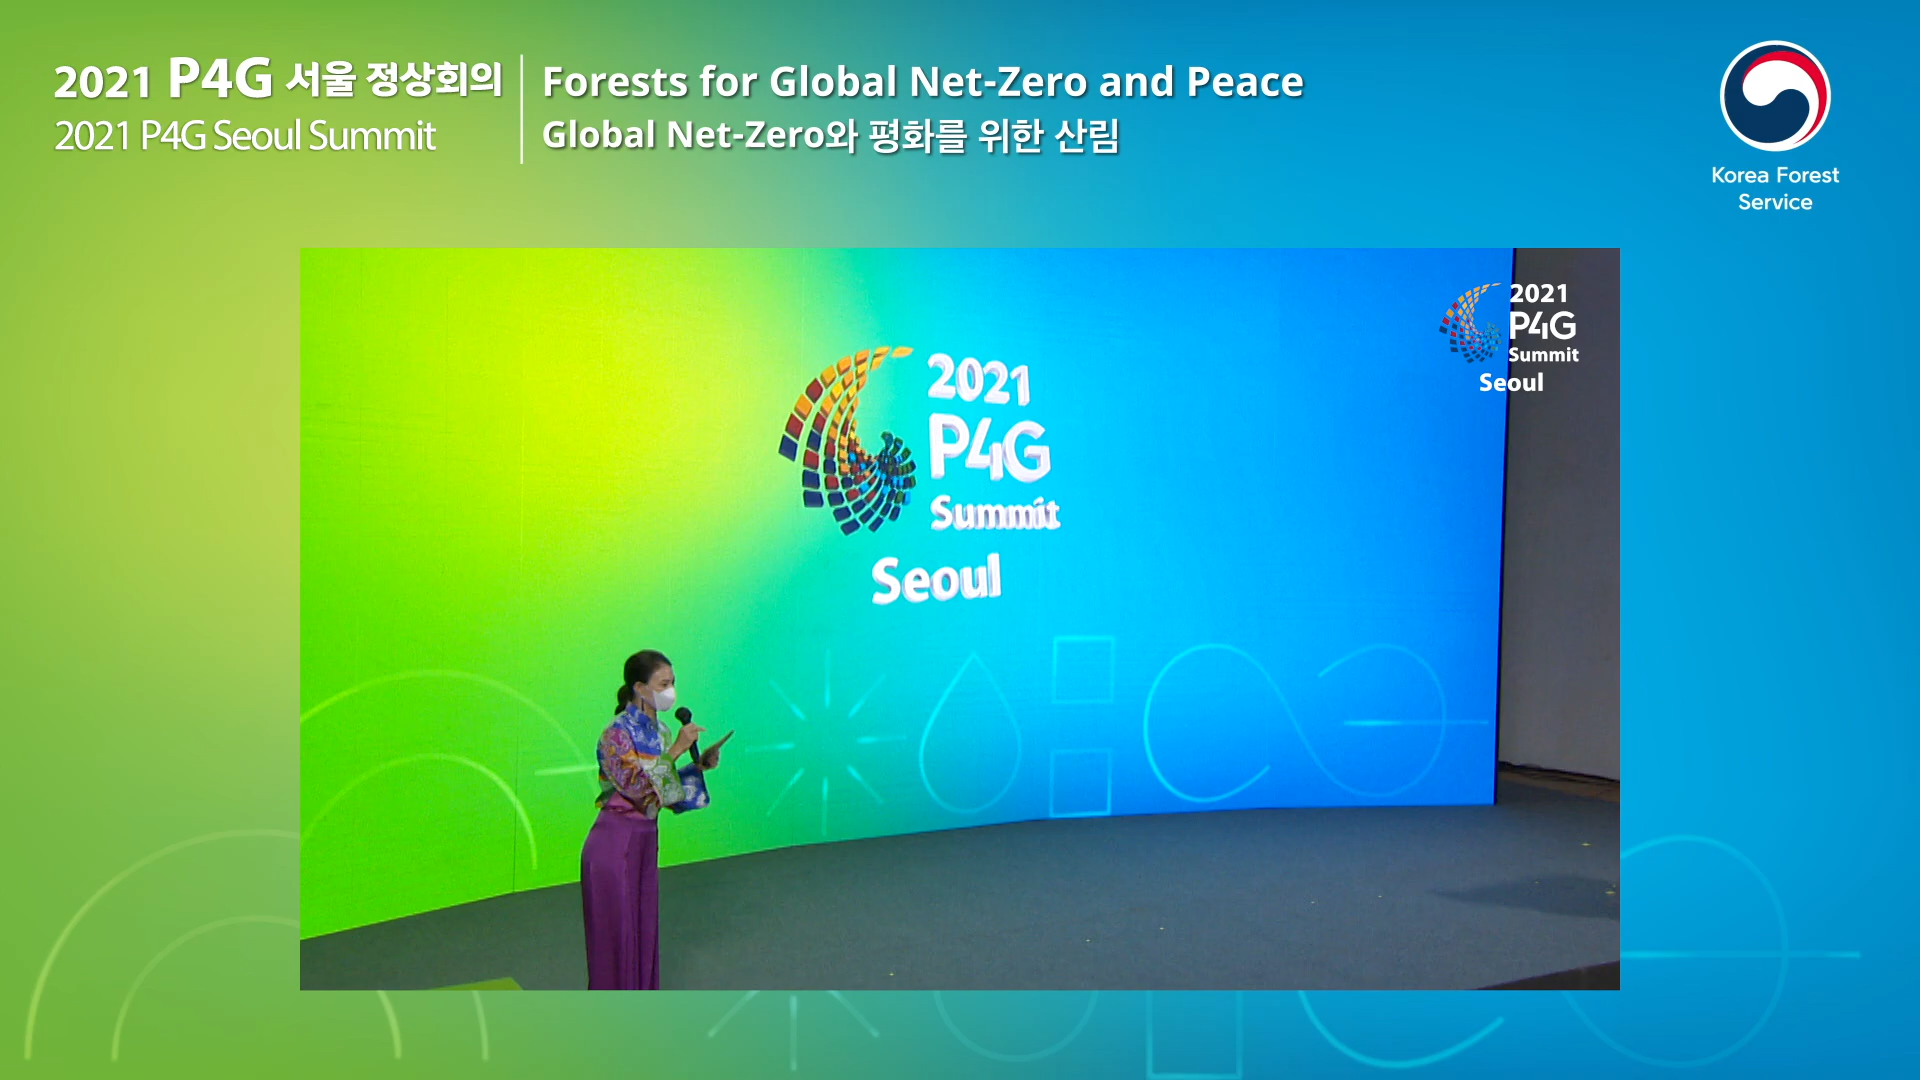 2021 P4G 서울 정상회의
2021 P4G Seoul Summit
Forests for Global Net-Zero and Peace
Global Net-Zero와 평화를 위한 산림
Korea Forest
Service
2021
P4G
Summit
Seoul
2021
P4G
Summit
Seoul